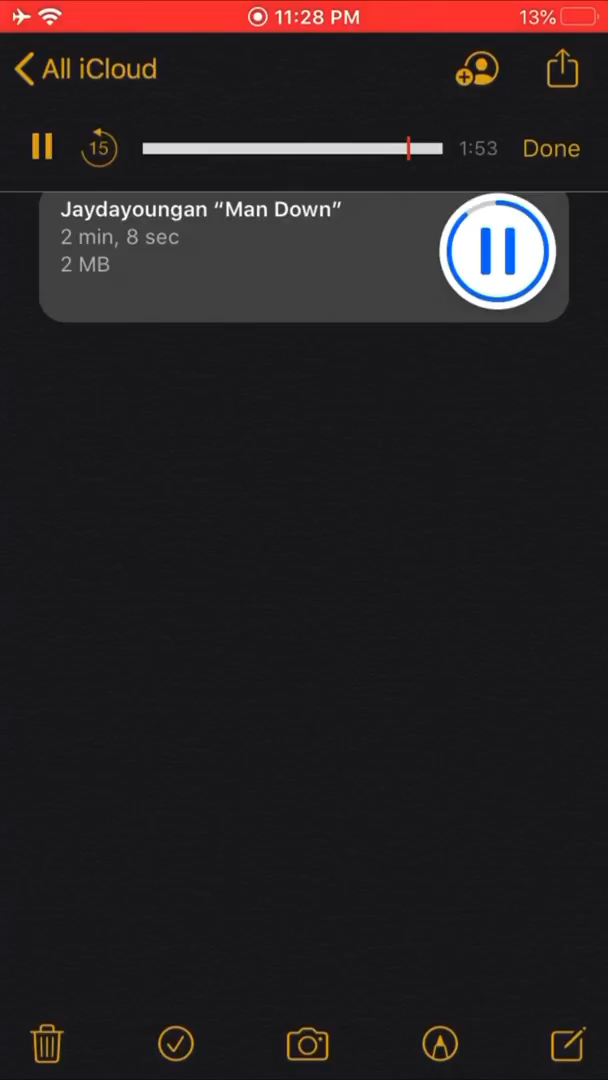 11:28 PM
13%
All iCloud
15
1:53
Done
Jaydayoungan “Man Down”
2 min, 8 sec
2 MB